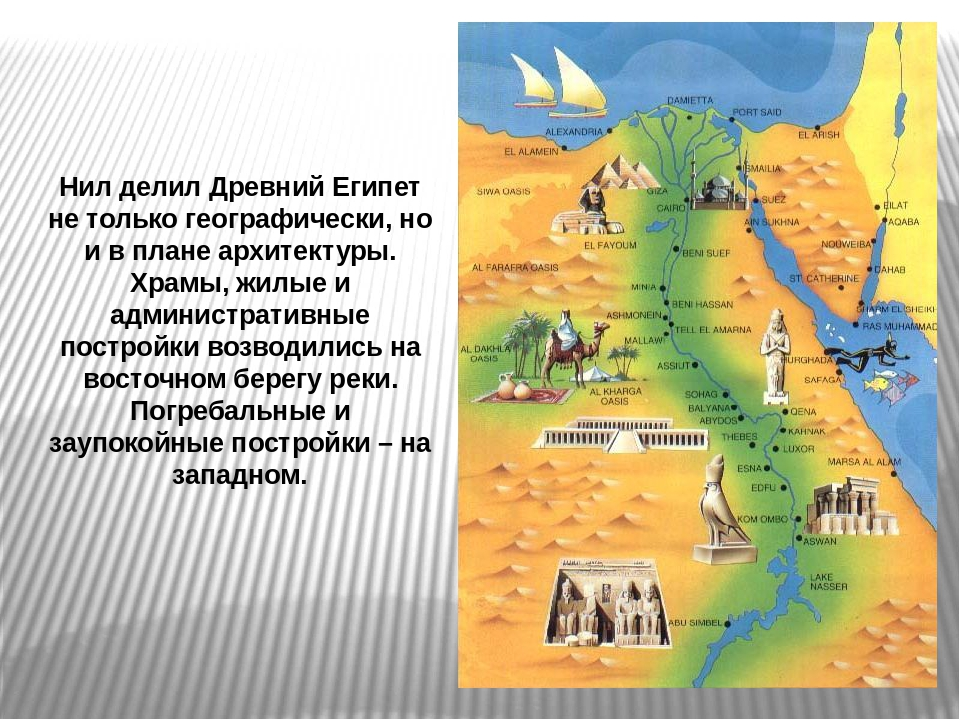 Нил делил Древний Египет
не только географически, но
и в плане архитектуры.
Храмы, жилые и
административные
постройки возводились на
восточном берегу реки.
Погребальные и
заупокойные постройки – на
западном.
DAMIETTA
PORT SAID
ALEXANDRIA
EL ARISH
EL ALAMEIN
ISMAILIA
SIWA OASIS
GIZA
CAIRO
SUEZ
EILAT
AIN SUKHNA
AQABA
EL FAYOUM
NOUWEIBA
BENI SUEF
AL FARAFRA OASIS
DAHAB
ST. CATHERINE
MINIA
BENI HASSAN
SHARM EL SHEIKH
ASHMONEIN
RAS MUHAMMAD
TELL EL AMARNA
MALLAWI
AL DAKHLA
OASIS
HURGHADA
ASSIUT
SAFAGA
AL KHARGA
OASIS
SOHAG
BALYANA
ABYDOS
QENA
KARNAK
THEBES
LUXOR
MARSA AL ALAM
ESNA
EDFU
KOM OMBO
ASWAN
LAKE
NASSER
ABU SIMBEL